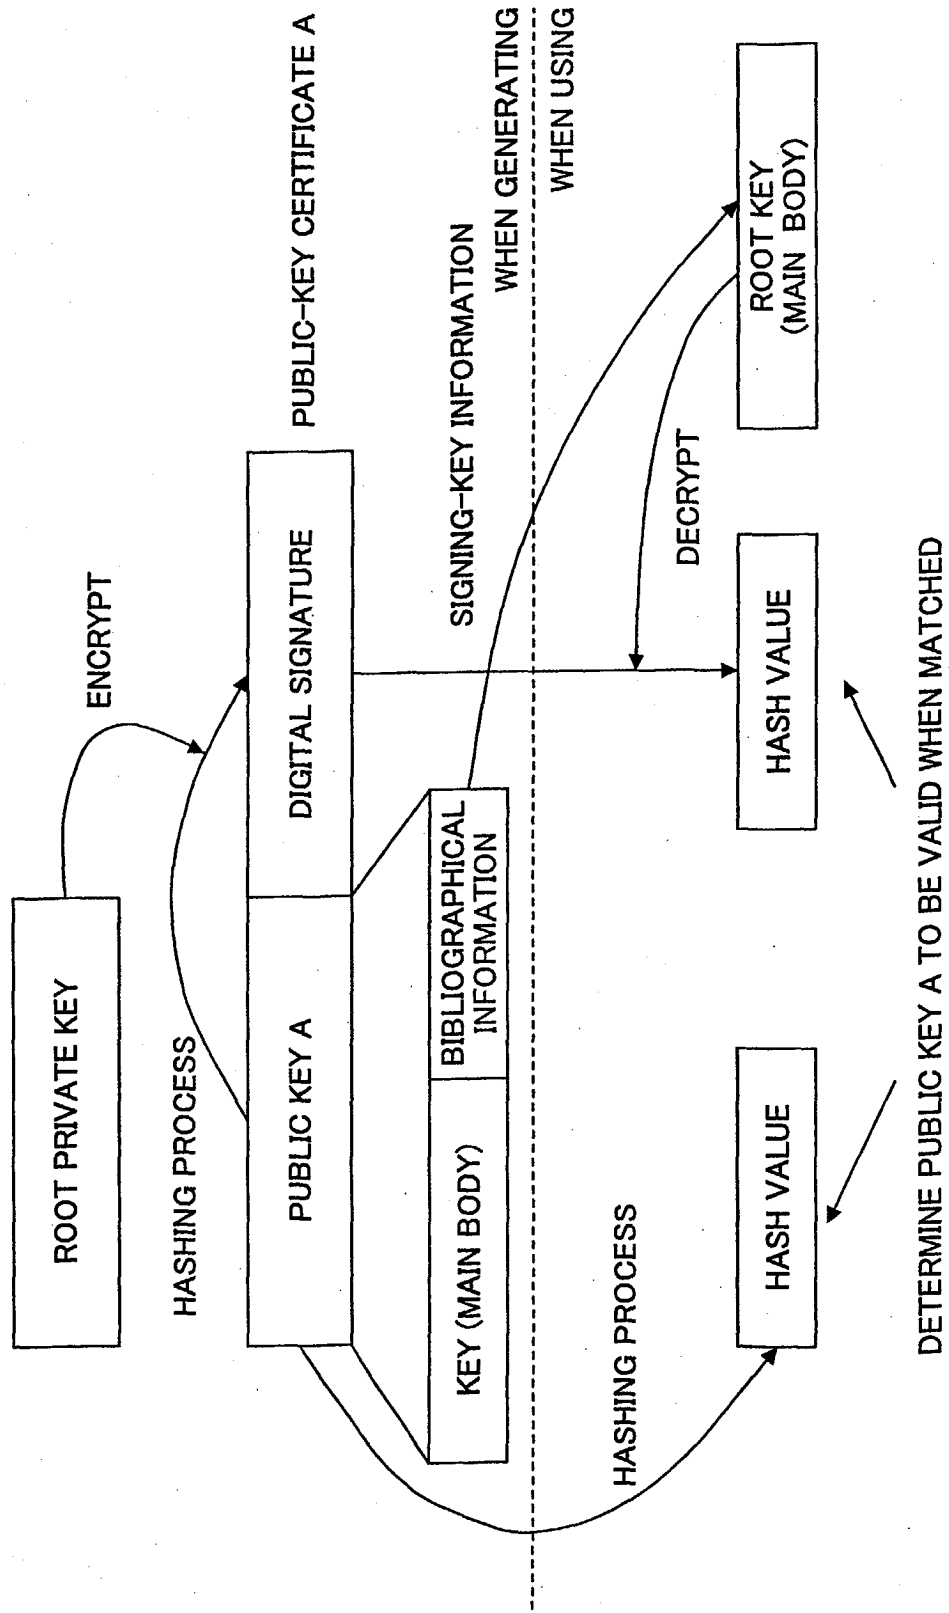 ROOT PRIVATE KEY
ENCRYPT
HASHING PROCESS
PUBLIC KEY A
DIGITAL SIGNATURE
PUBLIC-KEY CERTIFICATE A
KEY (MAIN BODY)
BIBLIOGRAPHICAL
INFORMATION
SIGNING-KEY INFORMATION
WHEN GENERATING
WHEN USING
HASHING PROCESS
DECRYPT
HASH VALUE
HASH VALUE
ROOT KEY
(MAIN BODY)
DETERMINE PUBLIC KEY A TO BE VALID WHEN MATCHED